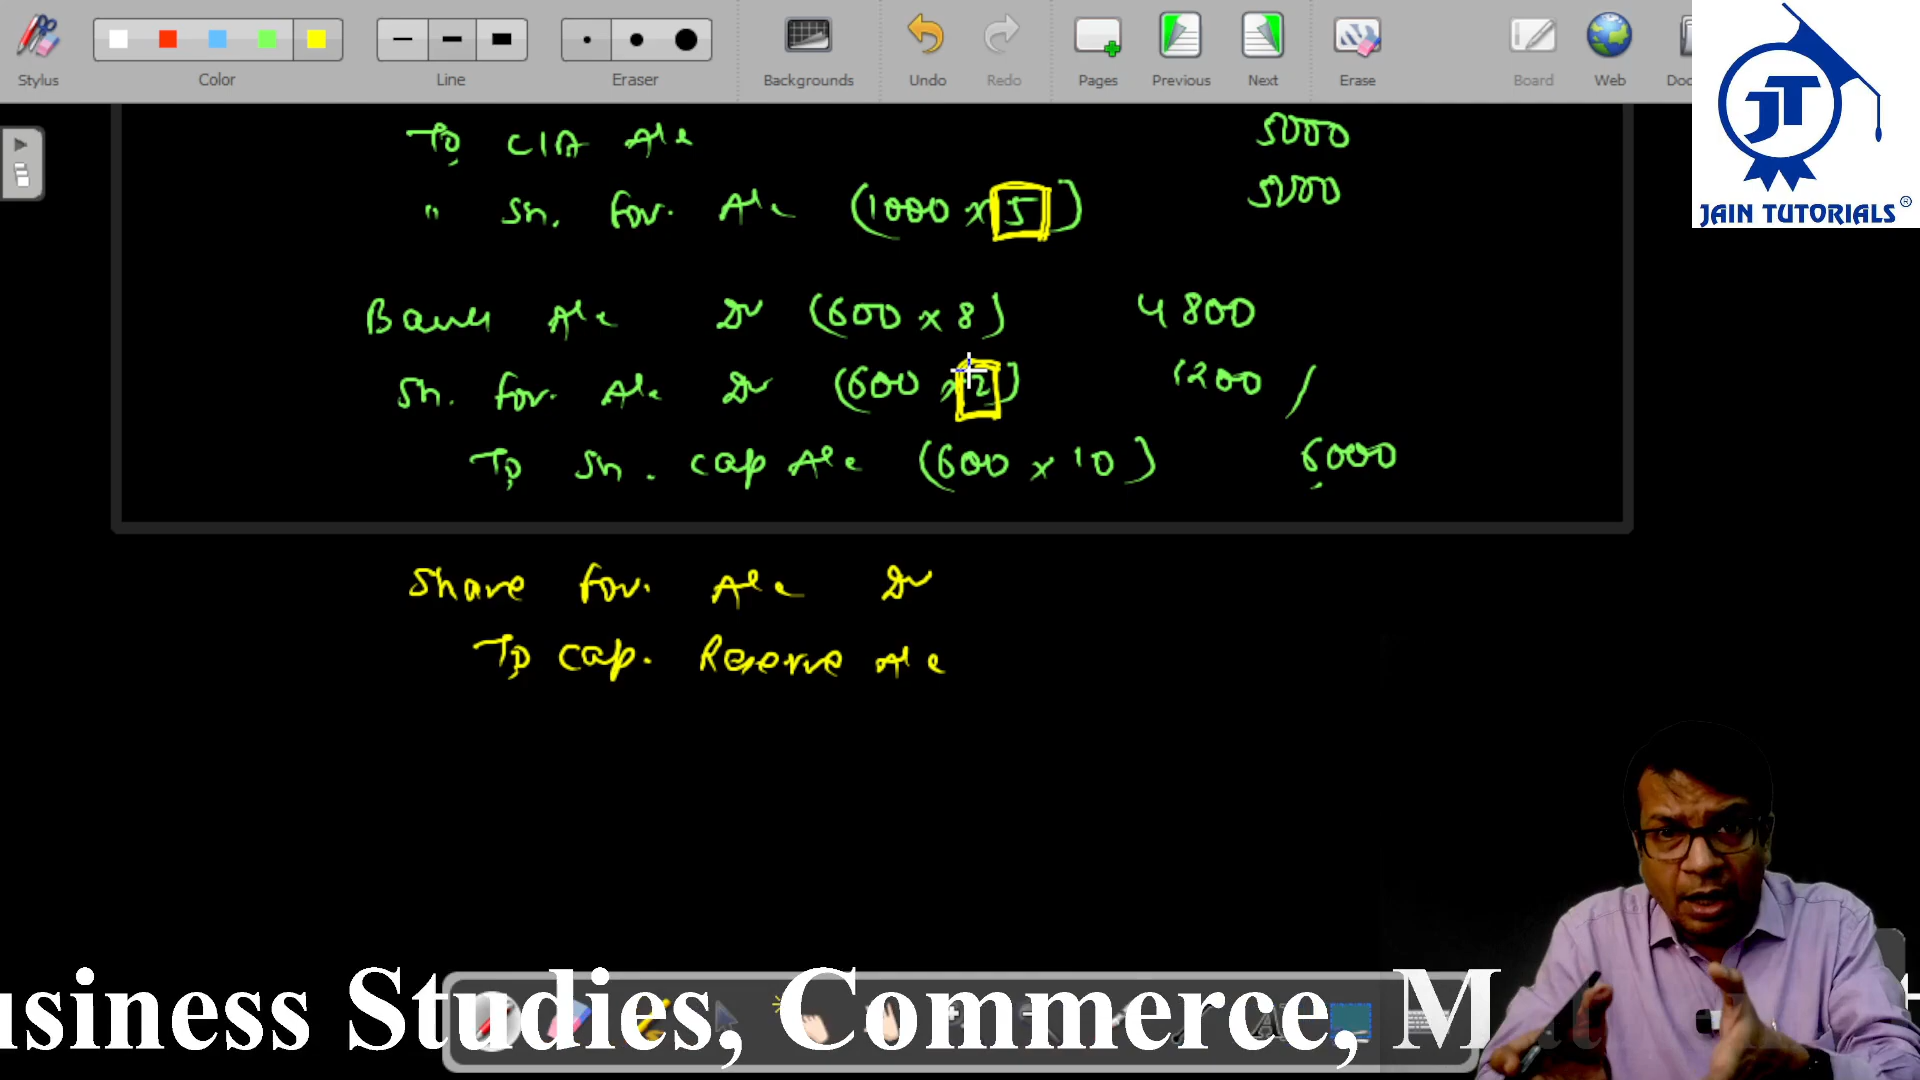 Stylus Color Line Eraser Backgrounds Undo Redo Pages Previous Next Erase Board Web Doc
JT
JAIN TUTORIALS®
To CIA A/c 5000
" Sh. for. A/c (1000 × 5) 5000
Bank A/c Dr (600 × 8) 4800
Sh. for. A/c Dr (600 × 2) 1200 /
To Sh. cap A/c (600 × 10) 6000
Share for. A/c Dr
To cap. Reserve A/c
usiness Studies, Commerce, M